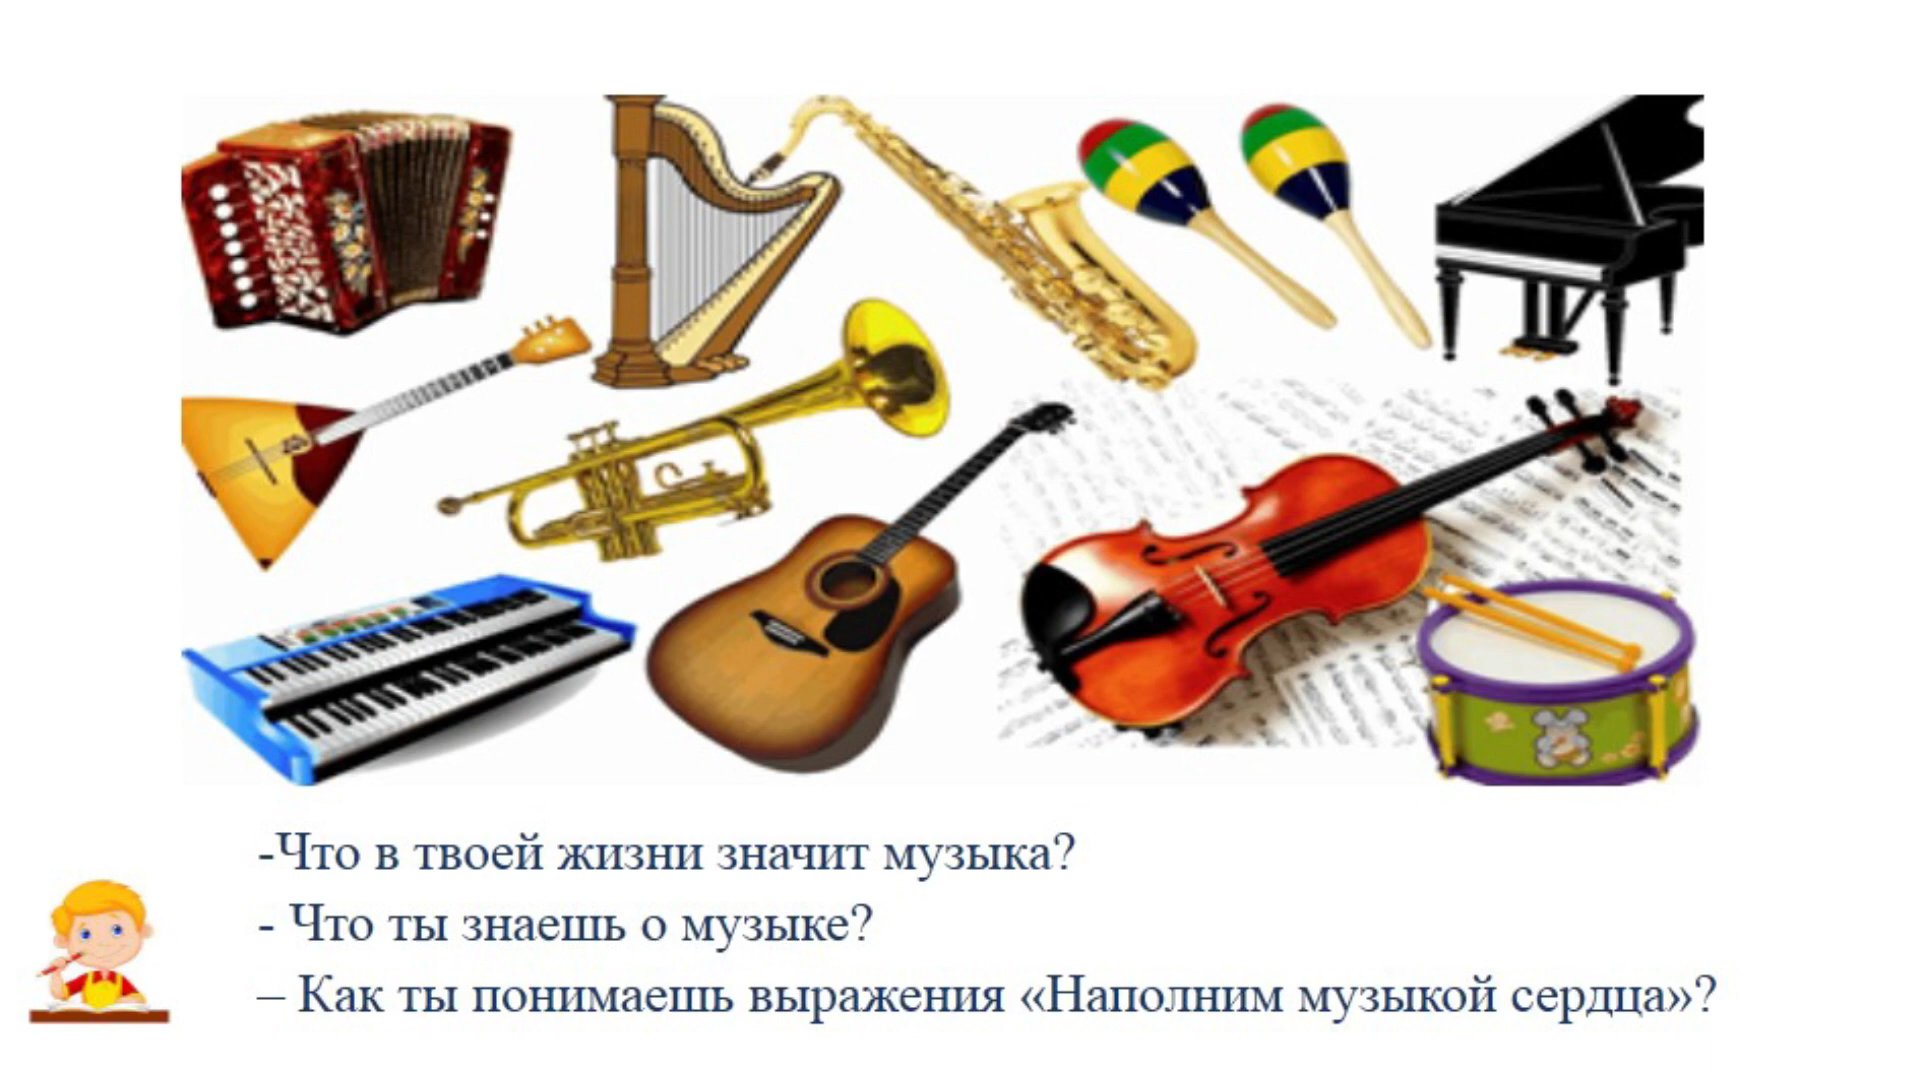 -Что в твоей жизни значит музыка?
- Что ты знаешь о музыке?
– Как ты понимаешь выражения «Наполним музыкой сердца»?